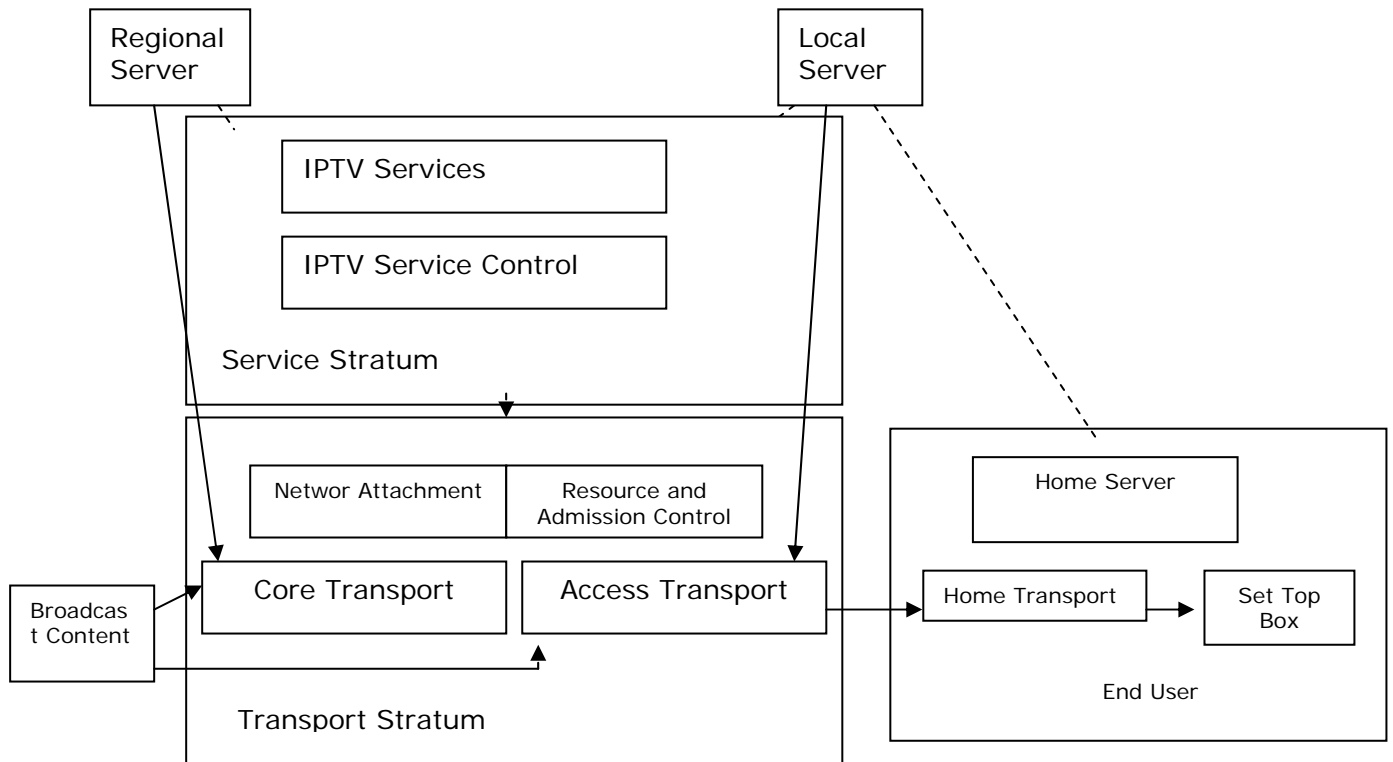 Regional
Server
Local
Server
IPTV Services
IPTV Service Control
Service Stratum
Networ Attachment
Resource and
Admission Control
Home Server
Core Transport
Access Transport
Home Transport
Set Top
Box
Broadcas
t Content
End User
Transport Stratum